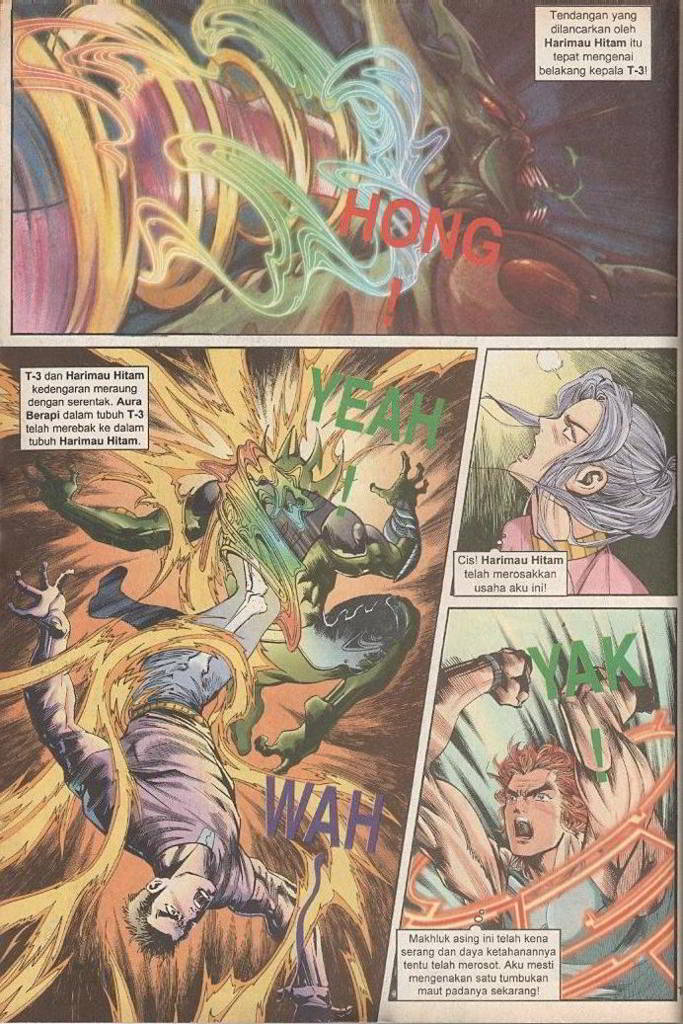 Tendangan yang
dilancarkan oleh
Harimau Hitam itu
tepat mengenai
belakang kepala T-3!
HONG
!
T-3 dan Harimau Hitam
kedengaran meraung
dengan serentak. Aura
Berapi dalam tubuh T-3
telah merebak ke dalam
tubuh Harimau Hitam.
YEAH
!
WAH
Cis! Harimau Hitam
telah merosakkan
usaha aku ini!
YAK
!
Makhluk asing ini telah kena
serang dan daya ketahanannya
tentu telah merosot. Aku mesti
mengenakan satu tumbukan
maut padanya sekarang!